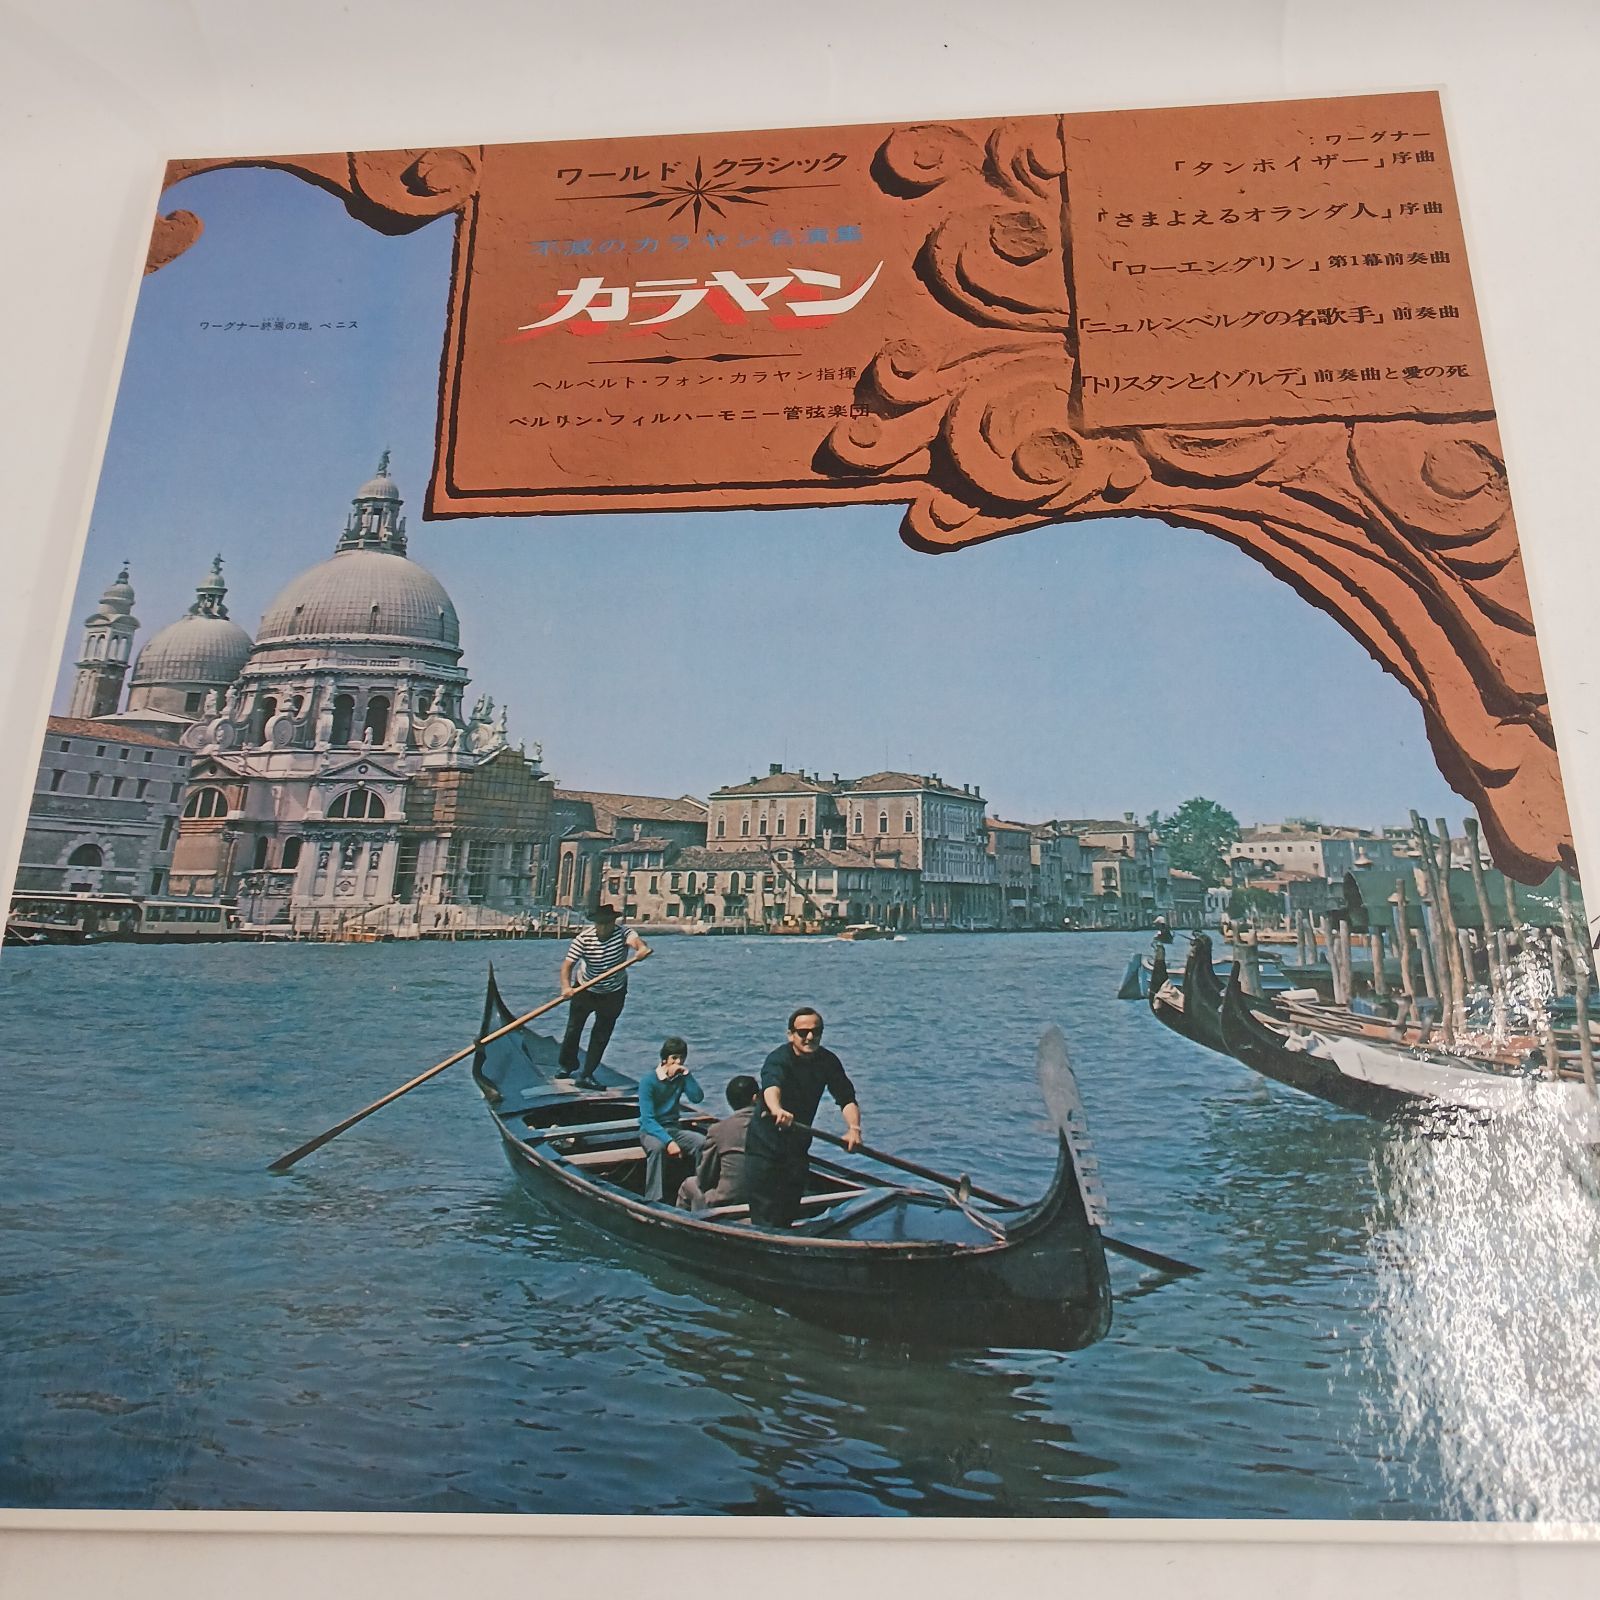 ワールド クラシック
不滅のカラヤン名演集
カラヤン
ヘルベルト・フォン・カラヤン指揮
ベルリン・フィルハーモニー管弦楽団
ワーグナー終焉の地，ベニス
：ワーグナー
「タンホイザー」序曲
「さまよえるオランダ人」序曲
「ローエングリン」第1幕前奏曲
「ニュルンベルグの名歌手」前奏曲
「トリスタンとイゾルデ」前奏曲と愛の死